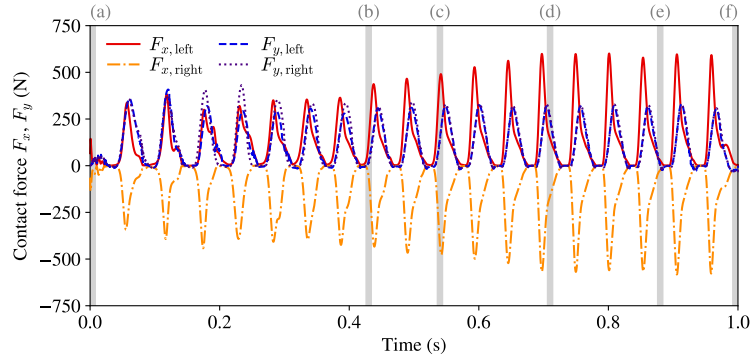 (a) (b) (c) (d) (e) (f)
750
500
250
0
−250
−500
−750
Contact force F_x, F_y (N)
F_x, left
F_x, right
F_y, left
F_y, right
0.0 0.2 0.4 0.6 0.8 1.0
Time (s)